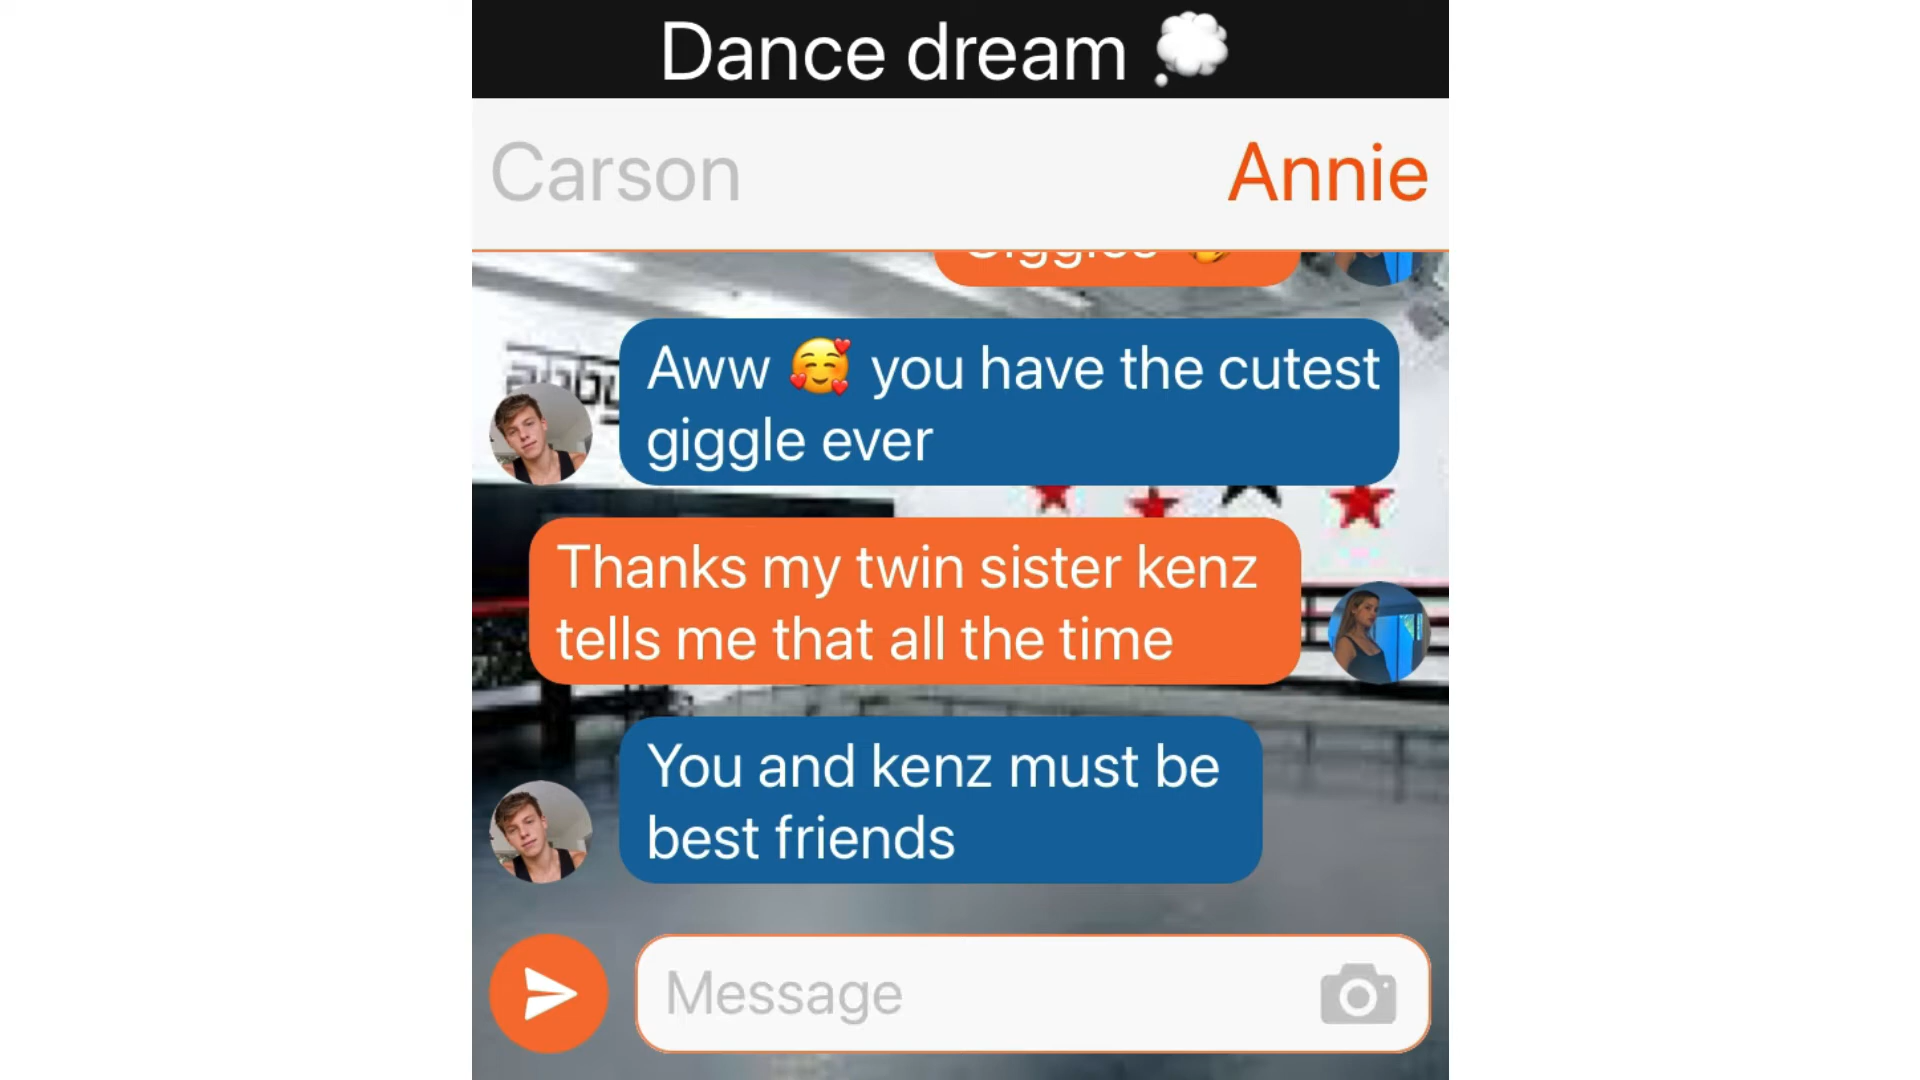 Dance dream 💭
Carson
Annie
Giggles
Aww 🥰 you have the cutest
giggle ever
Thanks my twin sister kenz
tells me that all the time
You and kenz must be
best friends
Message